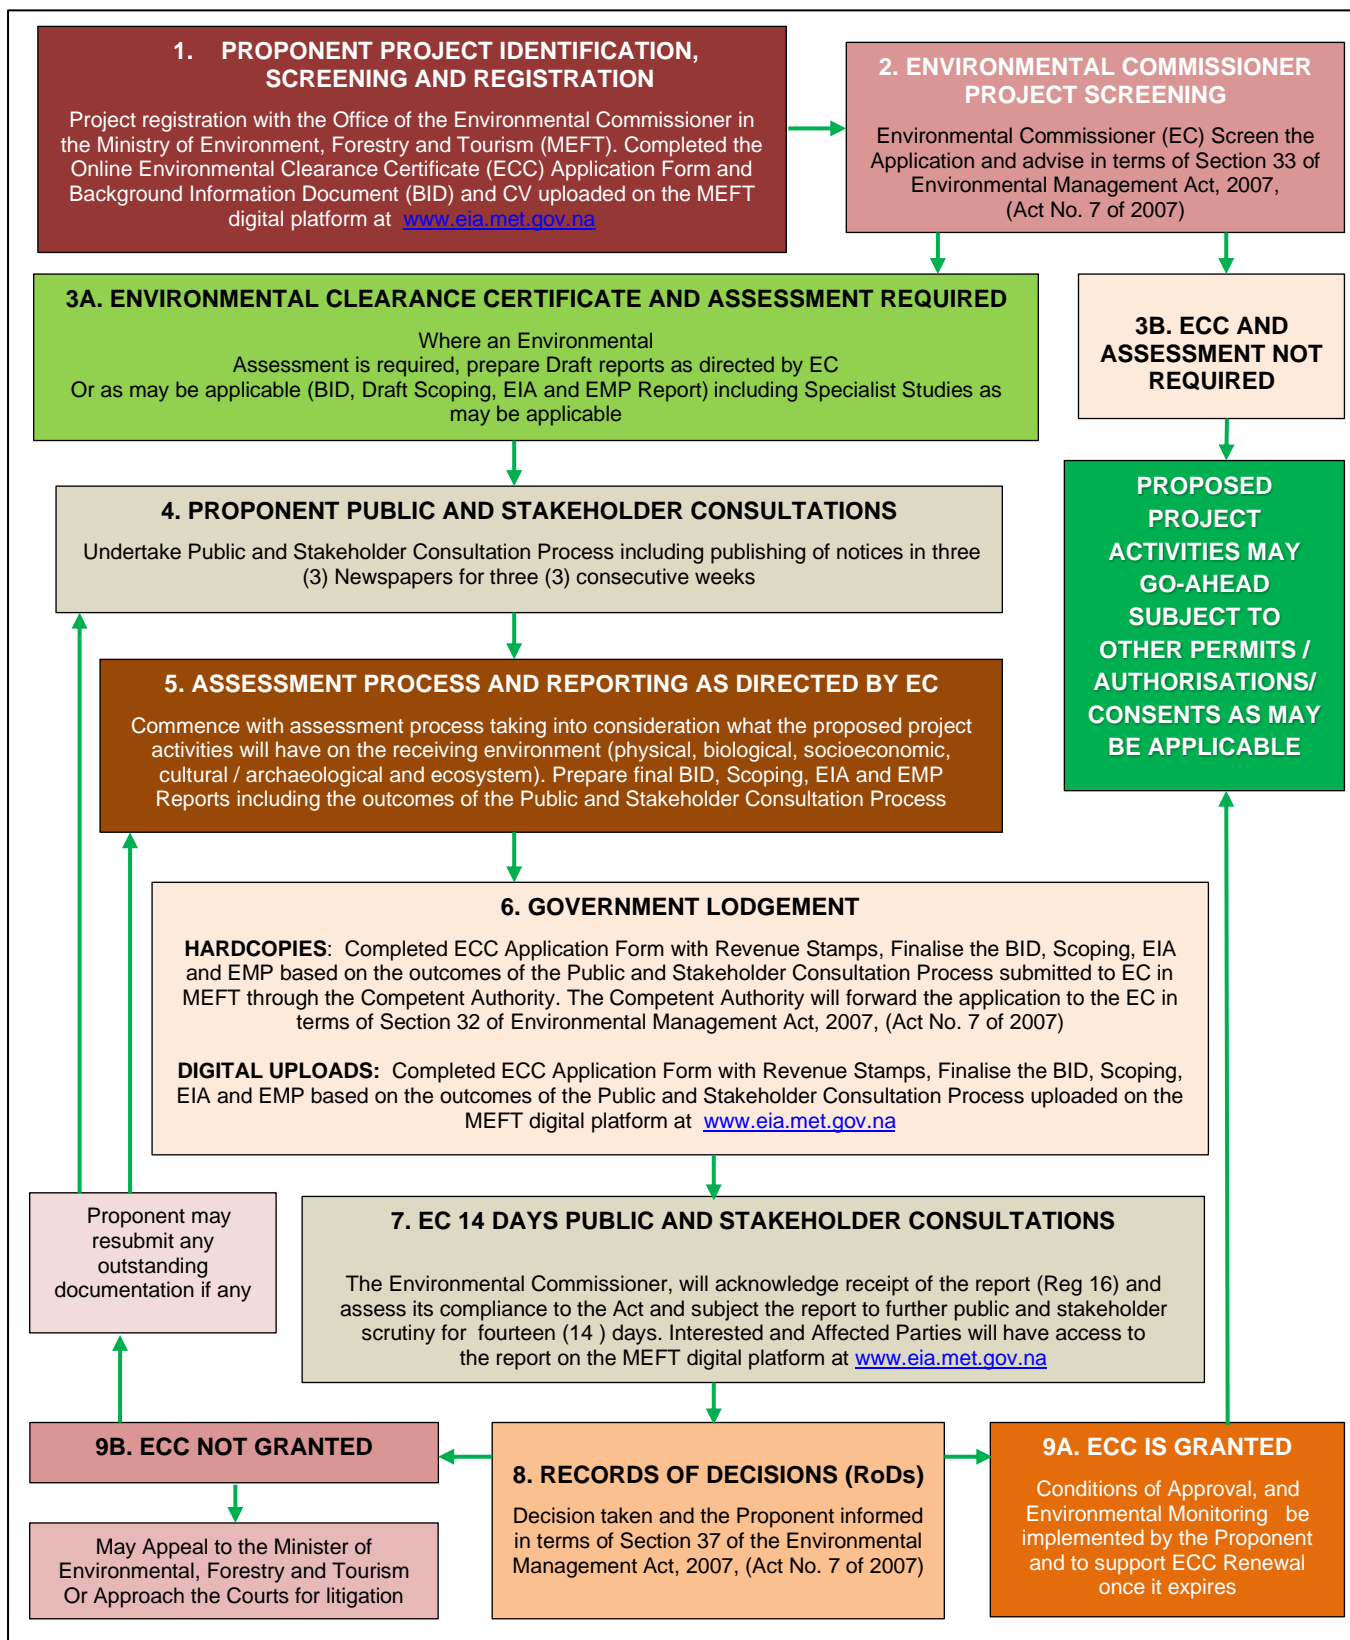 1. PROPONENT PROJECT IDENTIFICATION,
SCREENING AND REGISTRATION
Project registration with the Office of the Environmental Commissioner in
the Ministry of Environment, Forestry and Tourism (MEFT). Completed the
Online Environmental Clearance Certificate (ECC) Application Form and
Background Information Document (BID) and CV uploaded on the MEFT
digital platform at www.eia.met.gov.na
2. ENVIRONMENTAL COMMISSIONER
PROJECT SCREENING
Environmental Commissioner (EC) Screen the
Application and advise in terms of Section 33 of
Environmental Management Act, 2007,
(Act No. 7 of 2007)
3A. ENVIRONMENTAL CLEARANCE CERTIFICATE AND ASSESSMENT REQUIRED
Where an Environmental
Assessment is required, prepare Draft reports as directed by EC
Or as may be applicable (BID, Draft Scoping, EIA and EMP Report) including Specialist Studies as
may be applicable
3B. ECC AND
ASSESSMENT NOT
REQUIRED
4. PROPONENT PUBLIC AND STAKEHOLDER CONSULTATIONS
Undertake Public and Stakeholder Consultation Process including publishing of notices in three
(3) Newspapers for three (3) consecutive weeks
PROPOSED
PROJECT
ACTIVITIES MAY
GO-AHEAD
SUBJECT TO
OTHER PERMITS /
AUTHORISATIONS/
CONSENTS AS MAY
BE APPLICABLE
5. ASSESSMENT PROCESS AND REPORTING AS DIRECTED BY EC
Commence with assessment process taking into consideration what the proposed project
activities will have on the receiving environment (physical, biological, socioeconomic,
cultural / archaeological and ecosystem). Prepare final BID, Scoping, EIA and EMP
Reports including the outcomes of the Public and Stakeholder Consultation Process
6. GOVERNMENT LODGEMENT
HARDCOPIES: Completed ECC Application Form with Revenue Stamps, Finalise the BID, Scoping, EIA
and EMP based on the outcomes of the Public and Stakeholder Consultation Process submitted to EC in
MEFT through the Competent Authority. The Competent Authority will forward the application to the EC in
terms of Section 32 of Environmental Management Act, 2007, (Act No. 7 of 2007)
DIGITAL UPLOADS: Completed ECC Application Form with Revenue Stamps, Finalise the BID, Scoping,
EIA and EMP based on the outcomes of the Public and Stakeholder Consultation Process uploaded on the
MEFT digital platform at www.eia.met.gov.na
Proponent may
resubmit any
outstanding
documentation if any
7. EC 14 DAYS PUBLIC AND STAKEHOLDER CONSULTATIONS
The Environmental Commissioner, will acknowledge receipt of the report (Reg 16) and
assess its compliance to the Act and subject the report to further public and stakeholder
scrutiny for fourteen (14 ) days. Interested and Affected Parties will have access to
the report on the MEFT digital platform at www.eia.met.gov.na
9B. ECC NOT GRANTED
May Appeal to the Minister of
Environmental, Forestry and Tourism
Or Approach the Courts for litigation
8. RECORDS OF DECISIONS (RoDs)
Decision taken and the Proponent informed
in terms of Section 37 of the Environmental
Management Act, 2007, (Act No. 7 of 2007)
9A. ECC IS GRANTED
Conditions of Approval, and
Environmental Monitoring be
implemented by the Proponent
and to support ECC Renewal
once it expires